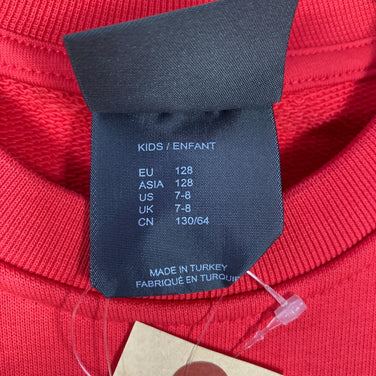 KIDS / ENFANT
EU 128
ASIA 128
US 7-8
UK 7-8
CN 130/64
MADE IN TURKEY
FABRIQUÉ EN TURQUIE